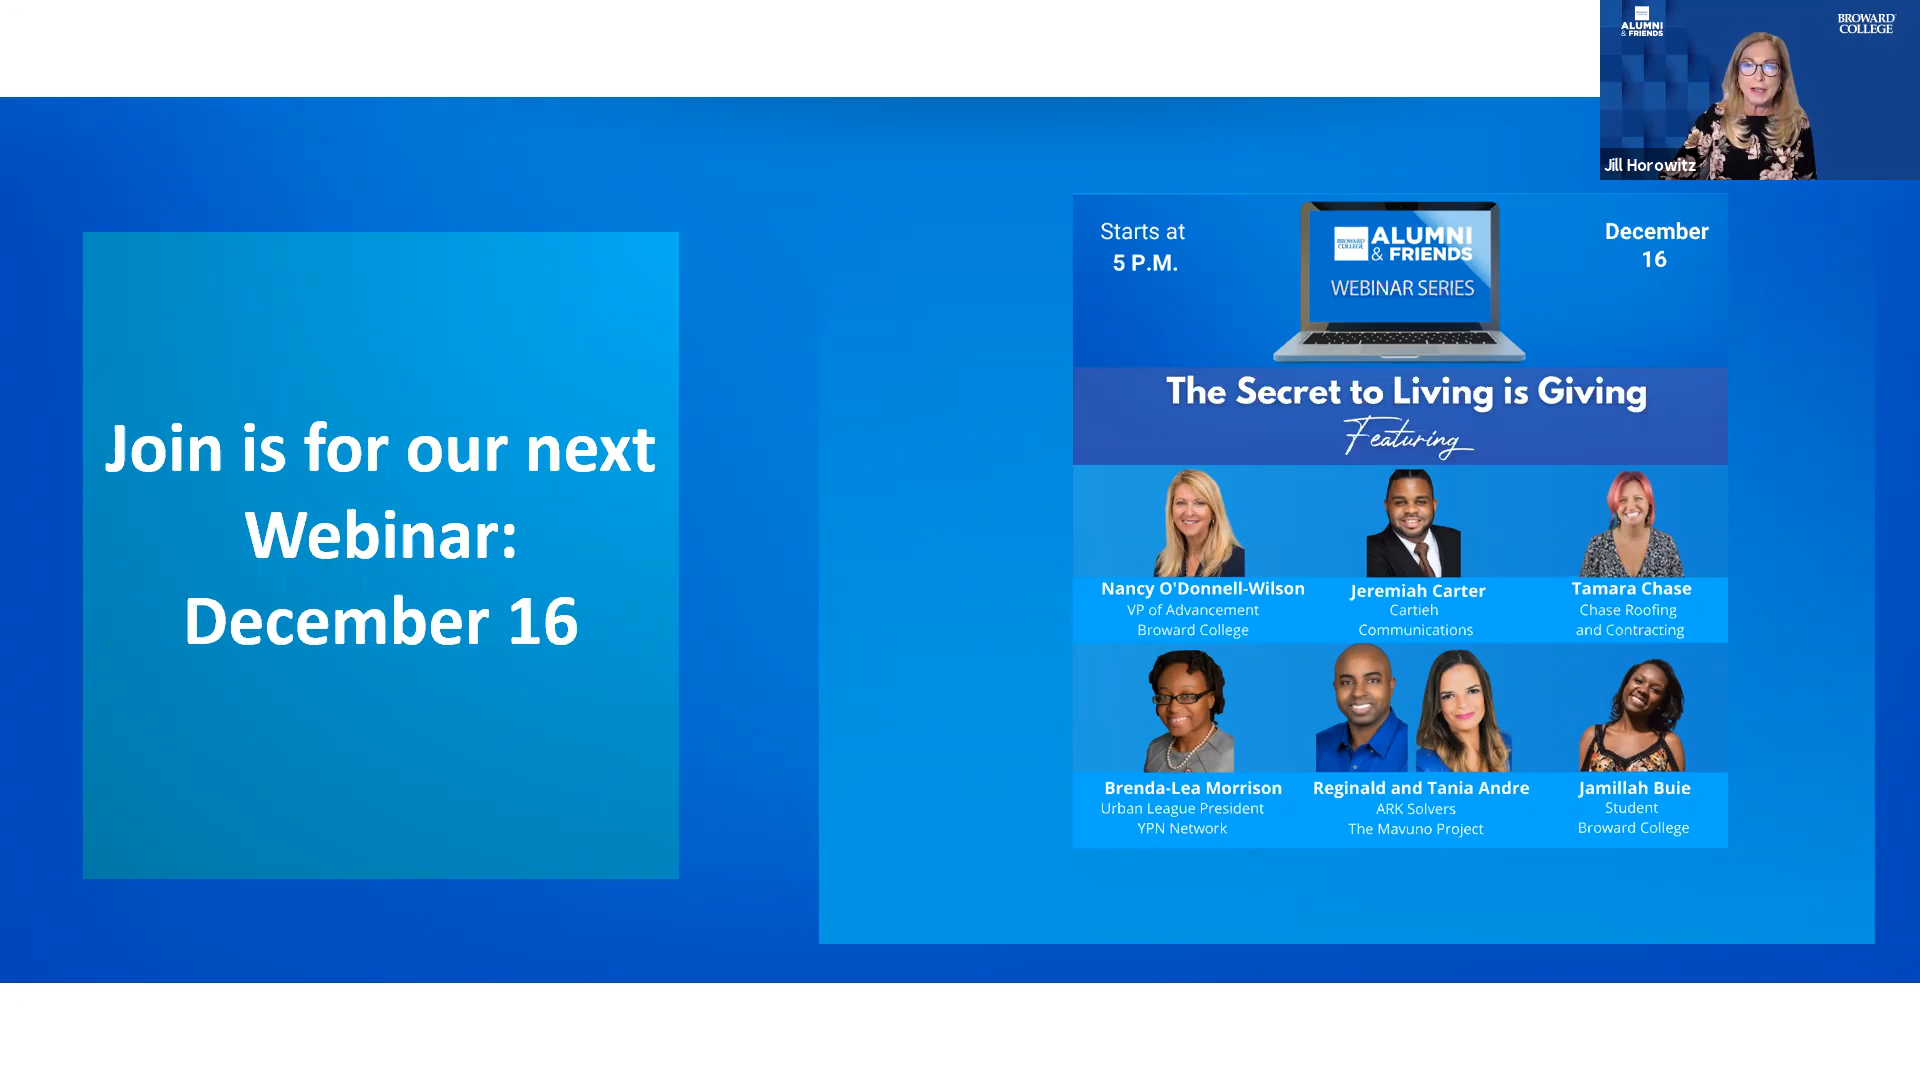 ALUMNI
& FRIENDS
BROWARD
COLLEGE
Jill Horowitz
Join is for our next
Webinar:
December 16
Starts at
5 P.M.
BROWARD
COLLEGE
ALUMNI
& FRIENDS
WEBINAR SERIES
December
16
The Secret to Living is Giving
Featuring
Nancy O'Donnell-Wilson
VP of Advancement
Broward College
Jeremiah Carter
Cartieh
Communications
Tamara Chase
Chase Roofing
and Contracting
Brenda-Lea Morrison
Urban League President
YPN Network
Reginald and Tania Andre
ARK Solvers
The Mavuno Project
Jamillah Buie
Student
Broward College